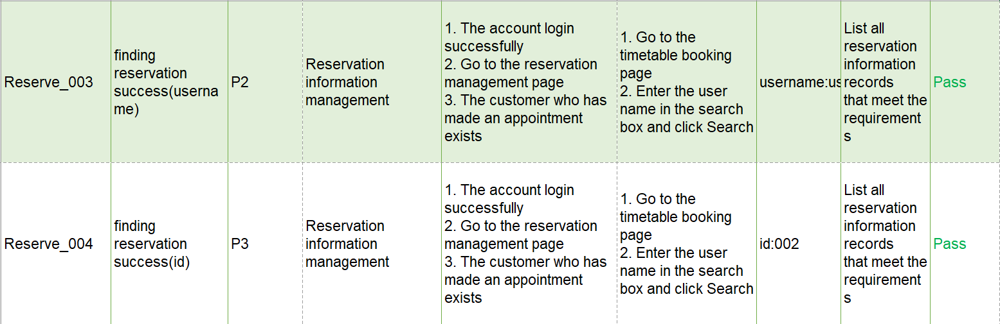 Reserve_003
finding
reservation
success(userna
me)
P2
Reservation
information
management
1. The account login
successfully
2. Go to the reservation
management page
3. The customer who has
made an appointment
exists
1. Go to the
timetable booking
page
2. Enter the user
name in the search
box and click Search
username:us
List all
reservation
information
records
that meet the
requirement
s
Pass
Reserve_004
finding
reservation
success(id)
P3
Reservation
information
management
1. The account login
successfully
2. Go to the reservation
management page
3. The customer who has
made an appointment
exists
1. Go to the
timetable booking
page
2. Enter the user
name in the search
box and click Search
id:002
List all
reservation
information
records
that meet the
requirement
s
Pass